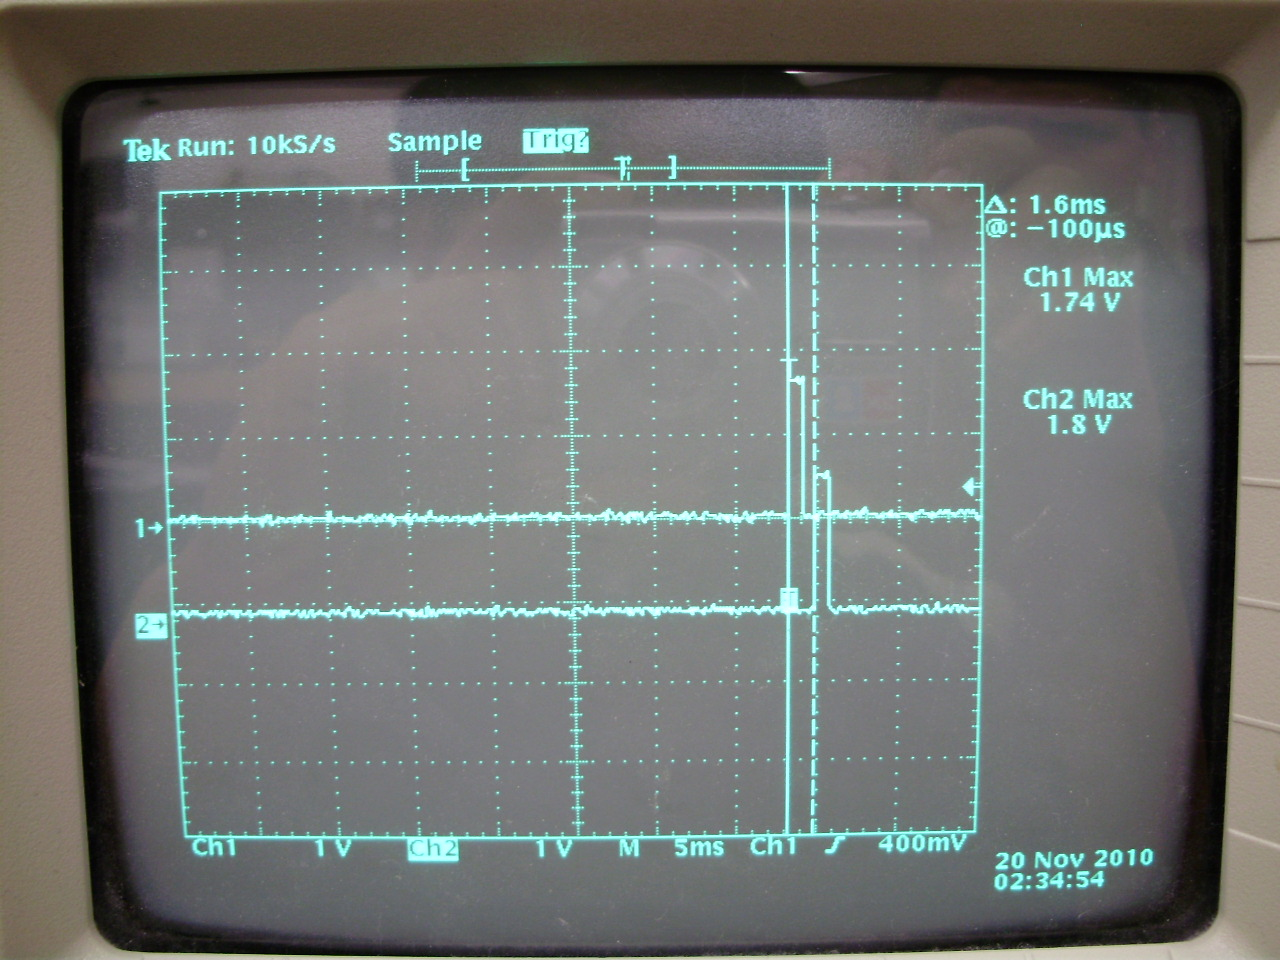 Tek Run: 10kS/s Sample Trig?
Δ: 1.6ms
@: −100µs
Ch1 Max
1.74 V
Ch2 Max
1.8 V
1→
2→
Ch1 1 V Ch2 1 V M 5ms Ch1 400mV
20 Nov 2010
02:34:54